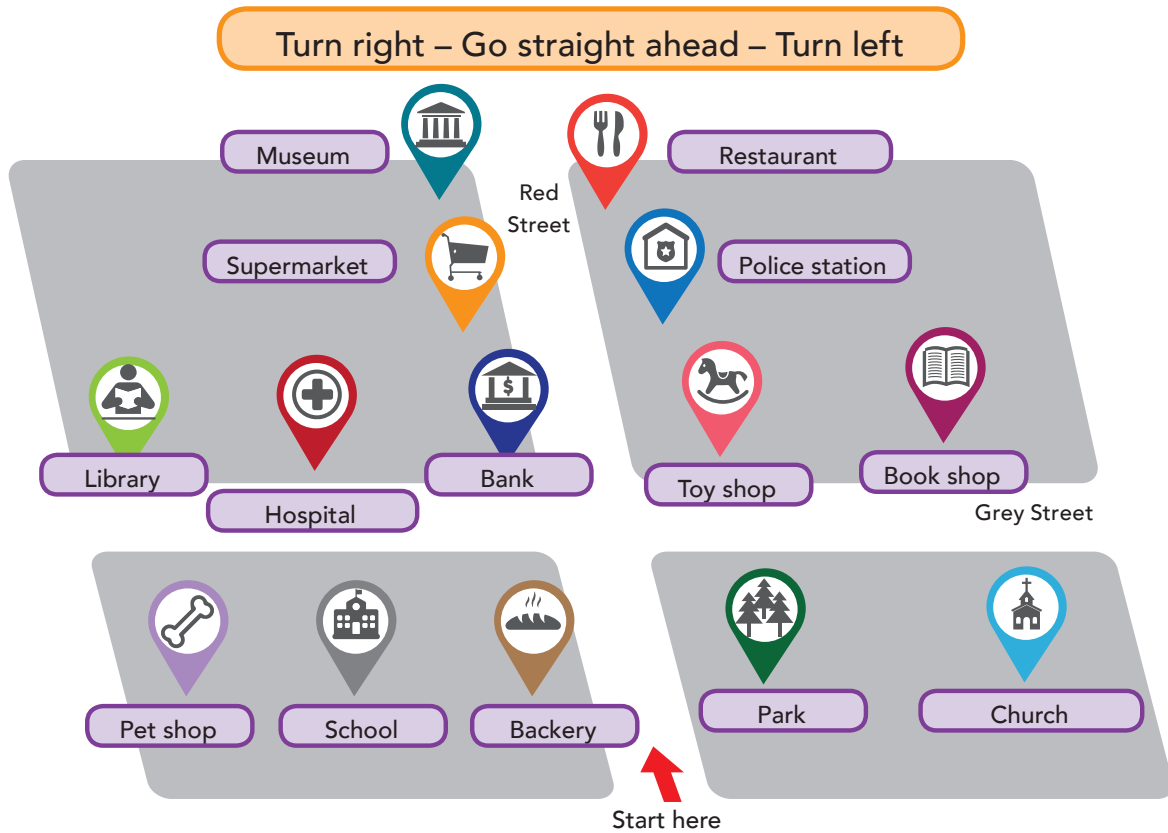 Turn right – Go straight ahead – Turn left
Museum
Restaurant
Red
Street
Supermarket
Police station
$
Library
Hospital
Bank
Toy shop
Book shop
Grey Street
Pet shop
School
Backery
Park
Church
Start here